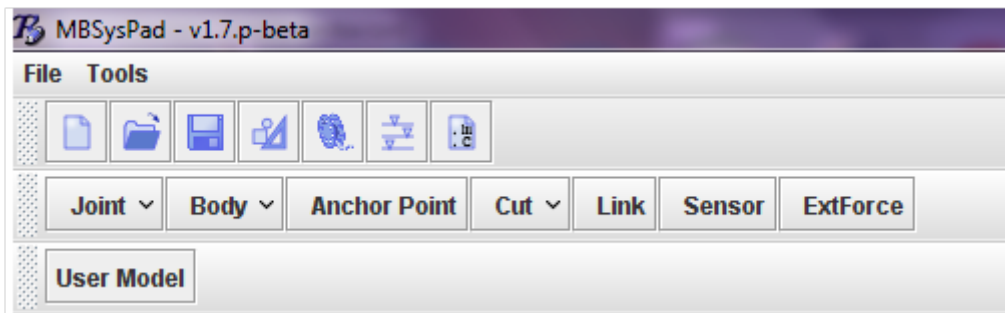 MBSysPad - v1.7.p-beta
File Tools
.m
c
Joint Body Anchor Point Cut Link Sensor ExtForce
User Model